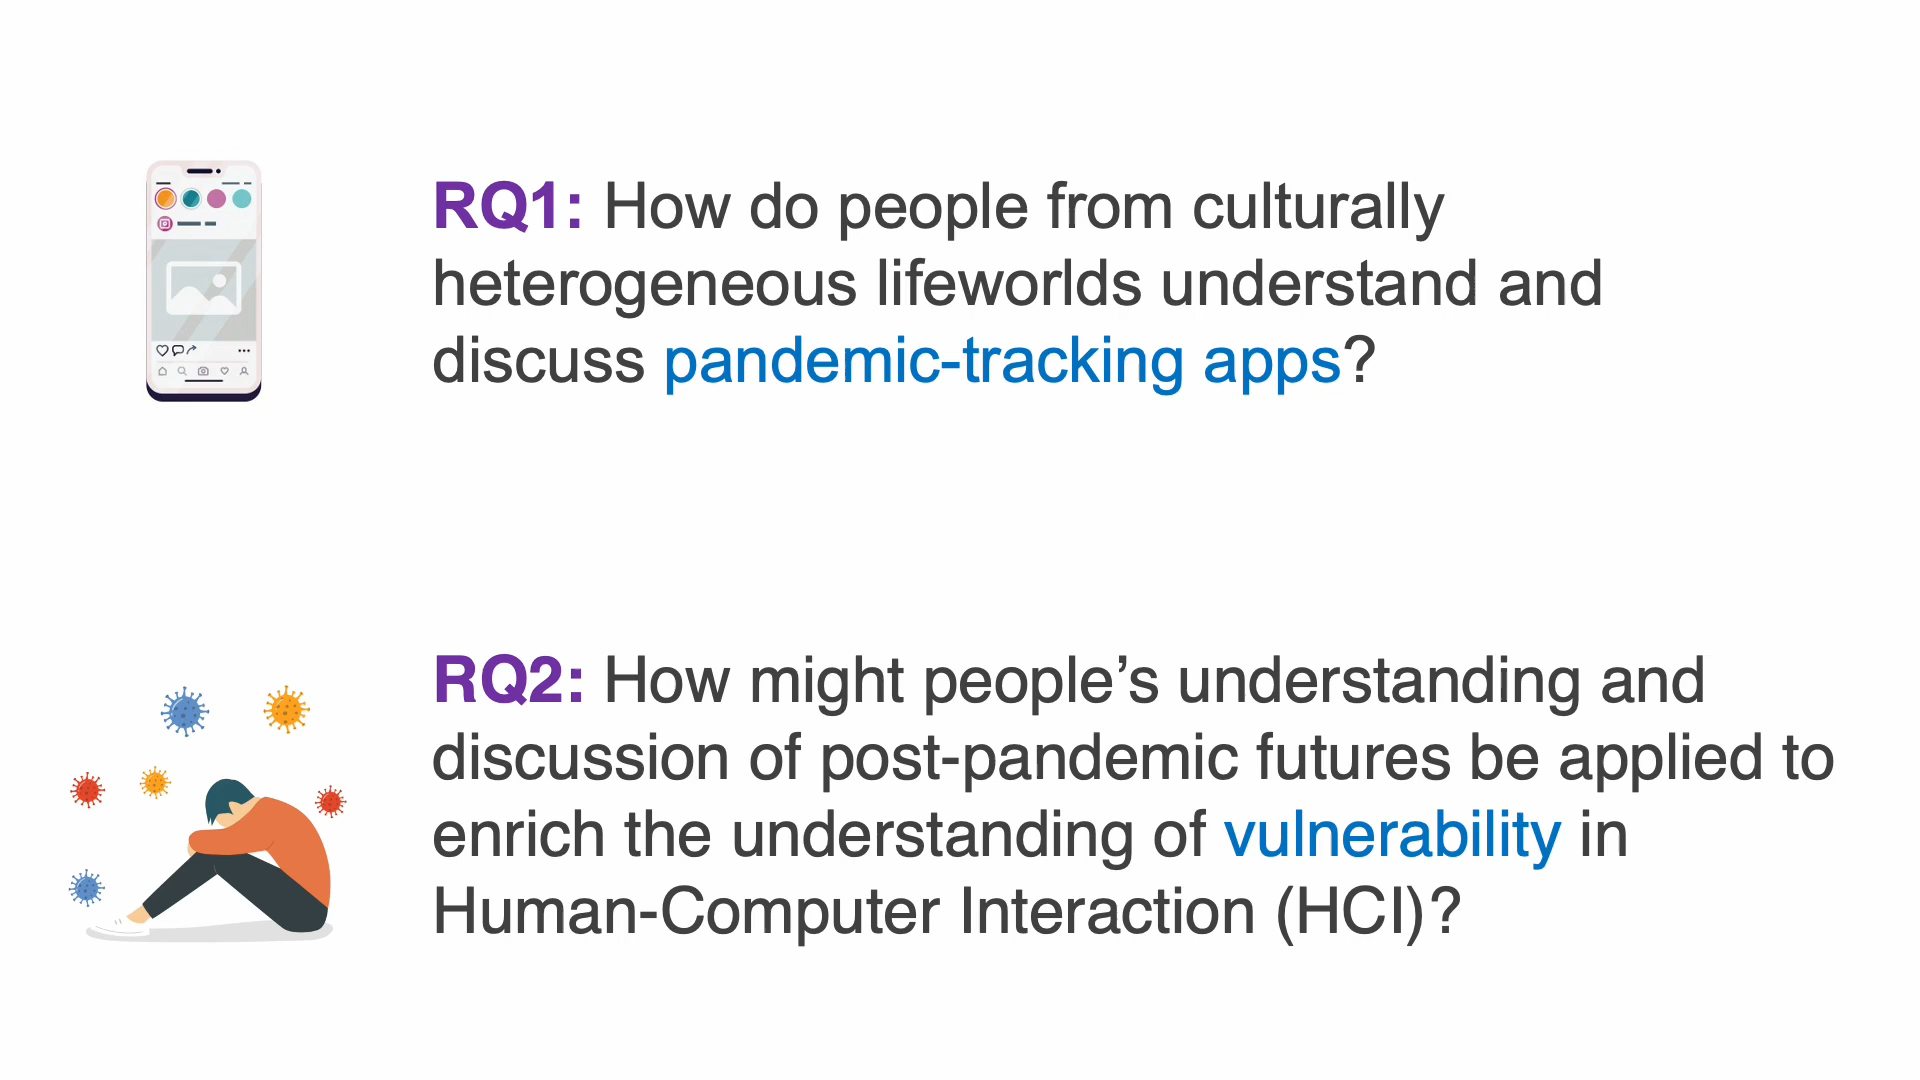 RQ1: How do people from culturally
heterogeneous lifeworlds understand and
discuss pandemic-tracking apps?
RQ2: How might people’s understanding and
discussion of post-pandemic futures be applied to
enrich the understanding of vulnerability in
Human-Computer Interaction (HCI)?